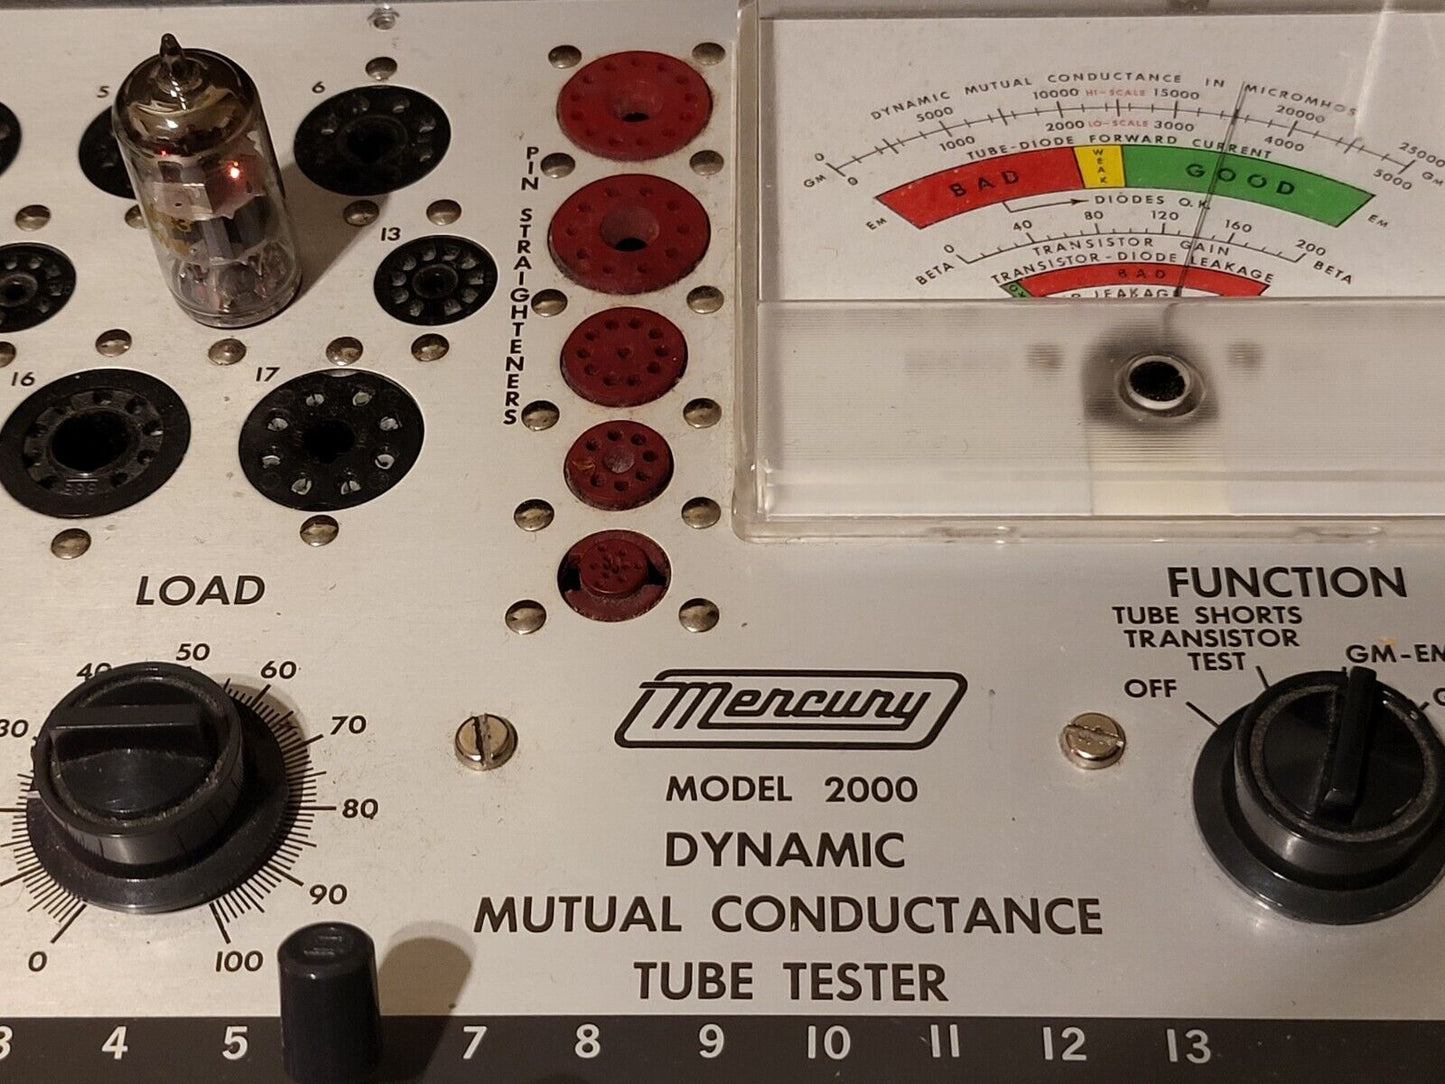 5
6
13
16
17
PIN STRAIGHTENERS
DYNAMIC MUTUAL CONDUCTANCE IN MICROMHOS
0 5000 10000 HI-SCALE 15000 20000 25000
GM 0 1000 2000 LO-SCALE 3000 4000 5000 GM
TUBE-DIODE FORWARD CURRENT
EM BAD WEAK GOOD EM
DIODES O.K.
BETA 0 40 80 120 160 200 BETA
TRANSISTOR GAIN
TRANSISTOR-DIODE LEAKAGE
BAD
LEAKAGE
LOAD
0 30 40 50 60 70 80 90 100
FUNCTION
TUBE SHORTS
TRANSISTOR
TEST
OFF
GM-EM
Mercury
MODEL 2000
DYNAMIC
MUTUAL CONDUCTANCE
TUBE TESTER
3 4 5 7 8 9 10 11 12 13